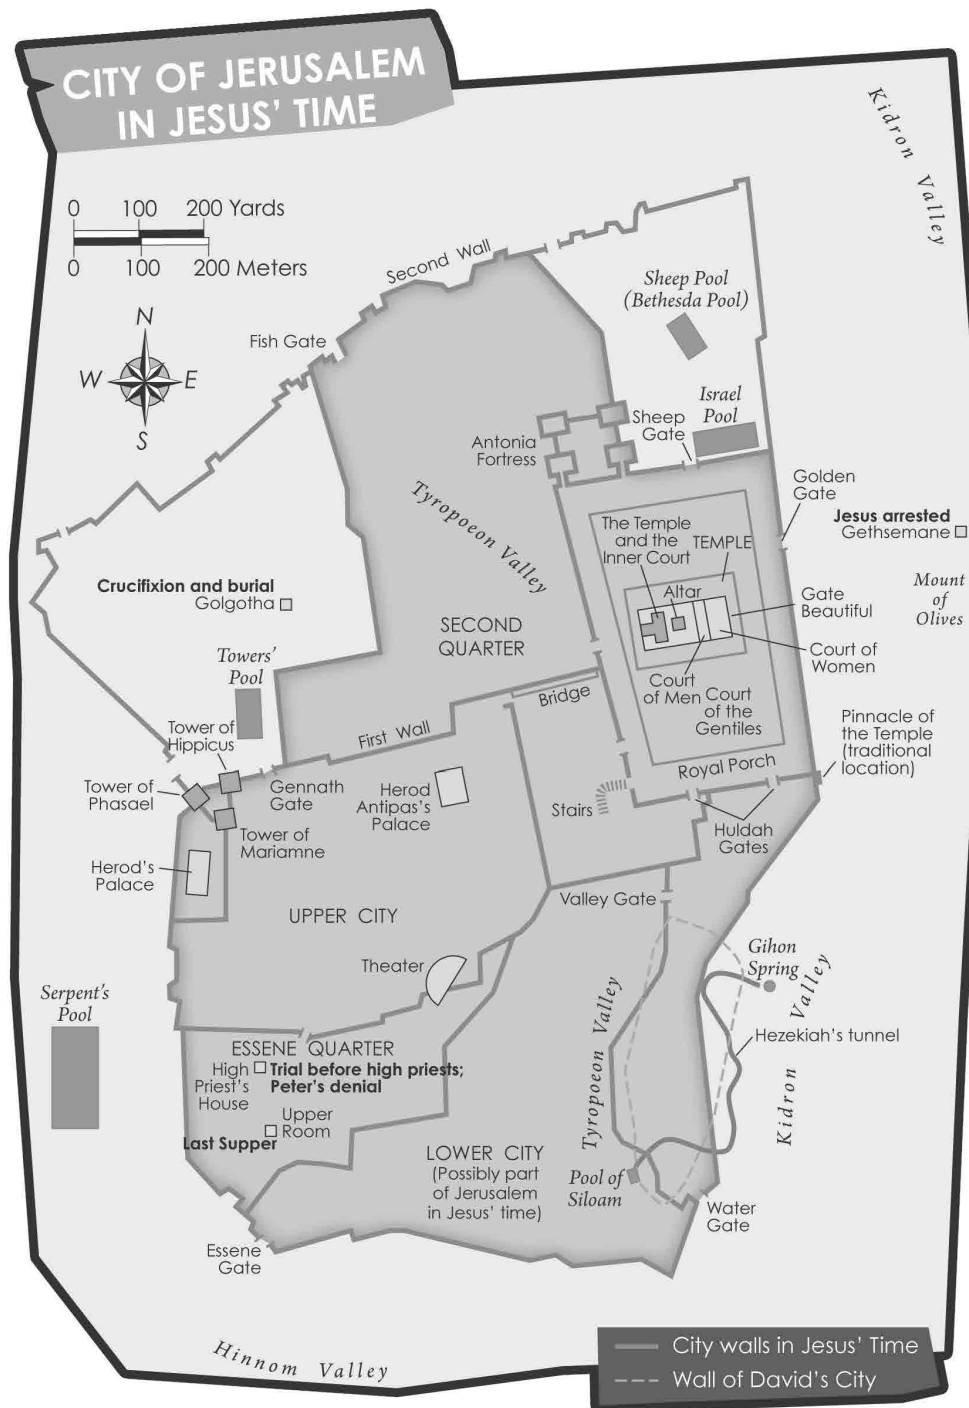 CITY OF JERUSALEM
IN JESUS’ TIME
Kidron Valley
0 100 200 Yards
0 100 200 Meters
N
W E
S
Second Wall
Fish Gate
Sheep Pool
(Bethesda Pool)
Israel
Pool
Sheep
Gate
Antonia
Fortress
Tyropoeon Valley
Golden
Gate
Jesus arrested
Gethsemane
Mount
of
Olives
The Temple
and the
Inner Court
TEMPLE
Altar
Gate
Beautiful
Court of
Women
Court
of Men
Court
of the
Gentiles
Crucifixion and burial
Golgotha
SECOND
QUARTER
Towers’
Pool
Bridge
Tower of
Hippicus
First Wall
Pinnacle of
the Temple
(traditional
location)
Royal Porch
Tower of
Phasael
Gennath
Gate
Herod
Antipas’s
Palace
Stairs
Huldah
Gates
Tower of
Mariamne
Herod’s
Palace
UPPER CITY
Valley Gate
Theater
Gihon
Spring
Serpent’s
Pool
Tyropoeon Valley
Kidron Valley
Hezekiah’s tunnel
ESSENE QUARTER
High
Priest’s
House
Trial before high priests;
Peter’s denial
Upper
Room
Last Supper
LOWER CITY
(Possibly part
of Jerusalem
in Jesus’ time)
Pool of
Siloam
Water
Gate
Essene
Gate
Hinnom Valley
City walls in Jesus’ Time
Wall of David’s City